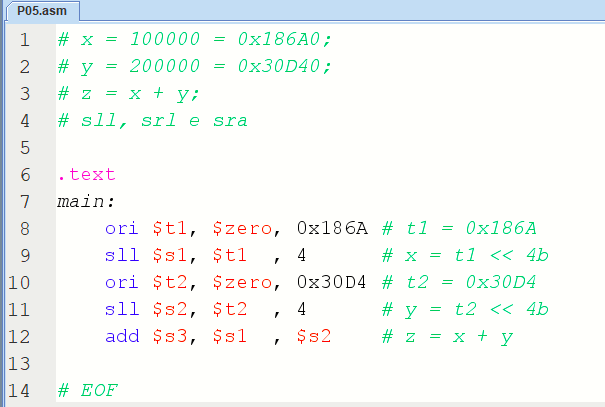 P05.asm
1 # x = 100000 = 0x186A0;
2 # y = 200000 = 0x30D40;
3 # z = x + y;
4 # sll, srl e sra
5
6 .text
7 main:
8 ori $t1, $zero, 0x186A # t1 = 0x186A
9 sll $s1, $t1 , 4 # x = t1 << 4b
10 ori $t2, $zero, 0x30D4 # t2 = 0x30D4
11 sll $s2, $t2 , 4 # y = t2 << 4b
12 add $s3, $s1 , $s2 # z = x + y
13
14 # EOF